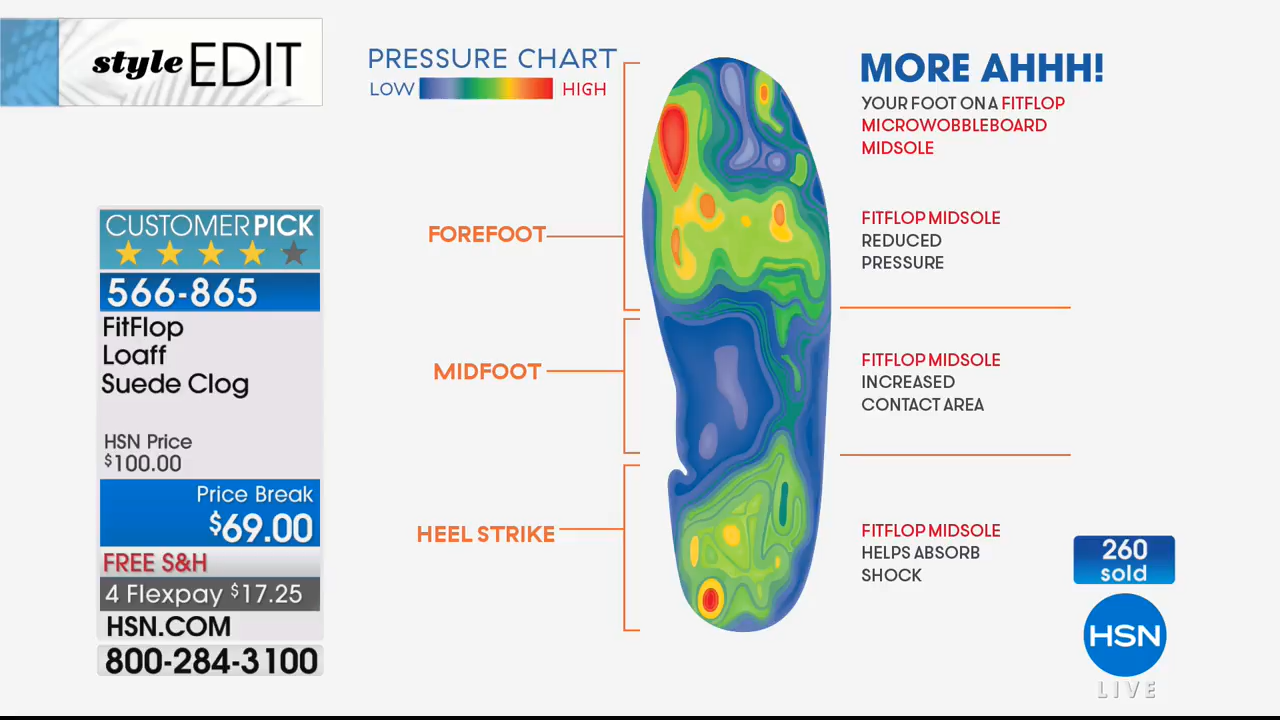 style EDIT
CUSTOMER PICK
566-865
FitFlop
Loaff
Suede Clog
HSN Price
$100.00
Price Break
$69.00
FREE S&H
4 Flexpay $17.25
HSN.COM
800-284-3100
PRESSURE CHART
LOW HIGH
FOREFOOT
MIDFOOT
HEEL STRIKE
MORE AHHH!
YOUR FOOT ON A FITFLOP
MICROWOBBLEBOARD
MIDSOLE
FITFLOP MIDSOLE
REDUCED
PRESSURE
FITFLOP MIDSOLE
INCREASED
CONTACT AREA
FITFLOP MIDSOLE
HELPS ABSORB
SHOCK
260
sold
HSN
LIVE